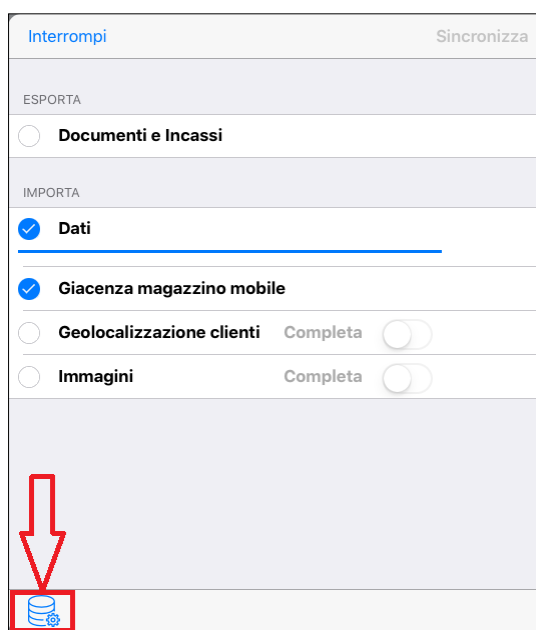 Interrompi Sincronizza
ESPORTA
Documenti e Incassi
IMPORTA
Dati
Giacenza magazzino mobile
Geolocalizzazione clienti Completa
Immagini Completa